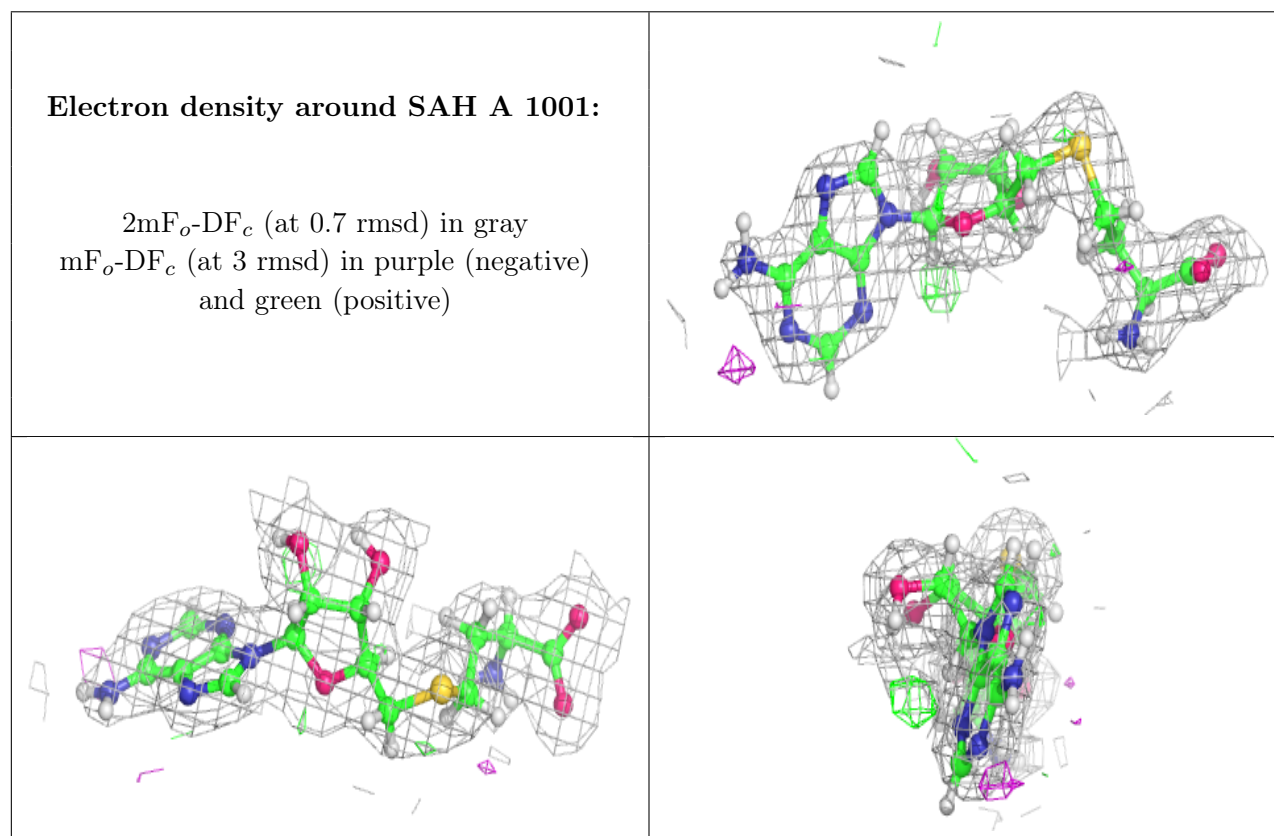 Electron density around SAH A 1001:
2mFo-DFc (at 0.7 rmsd) in gray
mFo-DFc (at 3 rmsd) in purple (negative)
and green (positive)